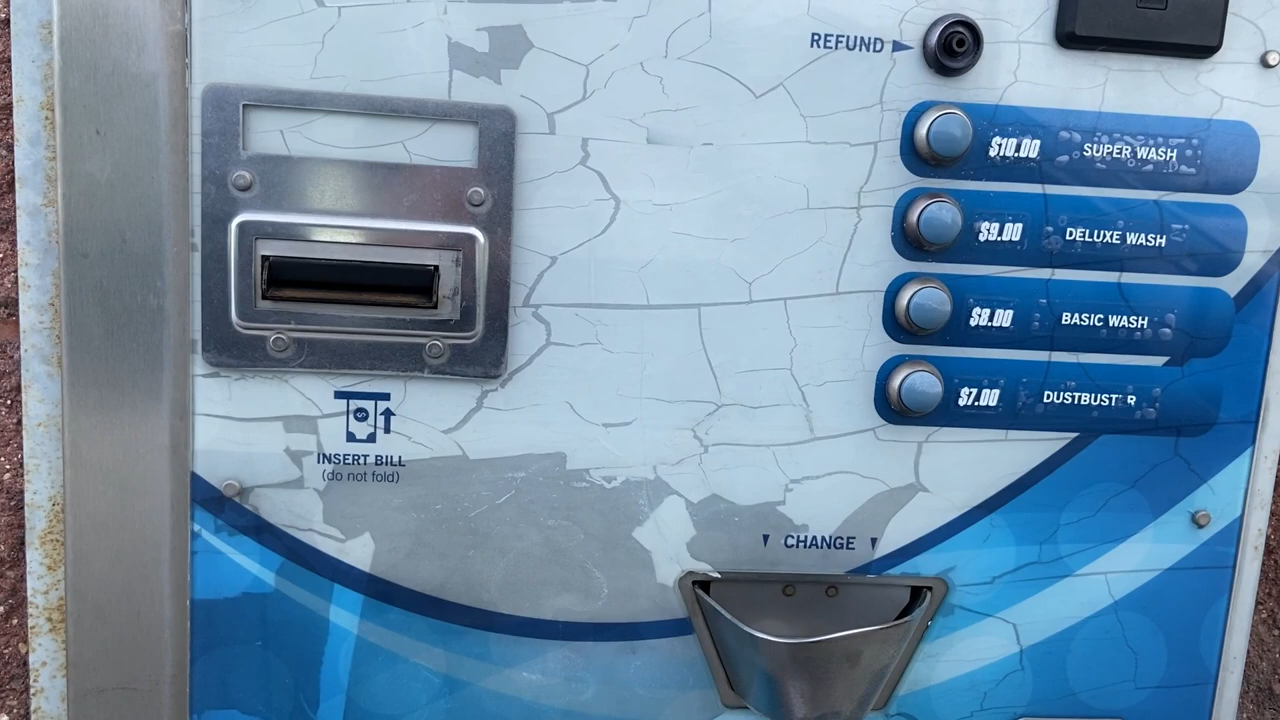 REFUND
$10.00 SUPER WASH
$9.00 DELUXE WASH
$8.00 BASIC WASH
$7.00 DUSTBUST R
$
INSERT BILL
(do not fold)
CHANGE